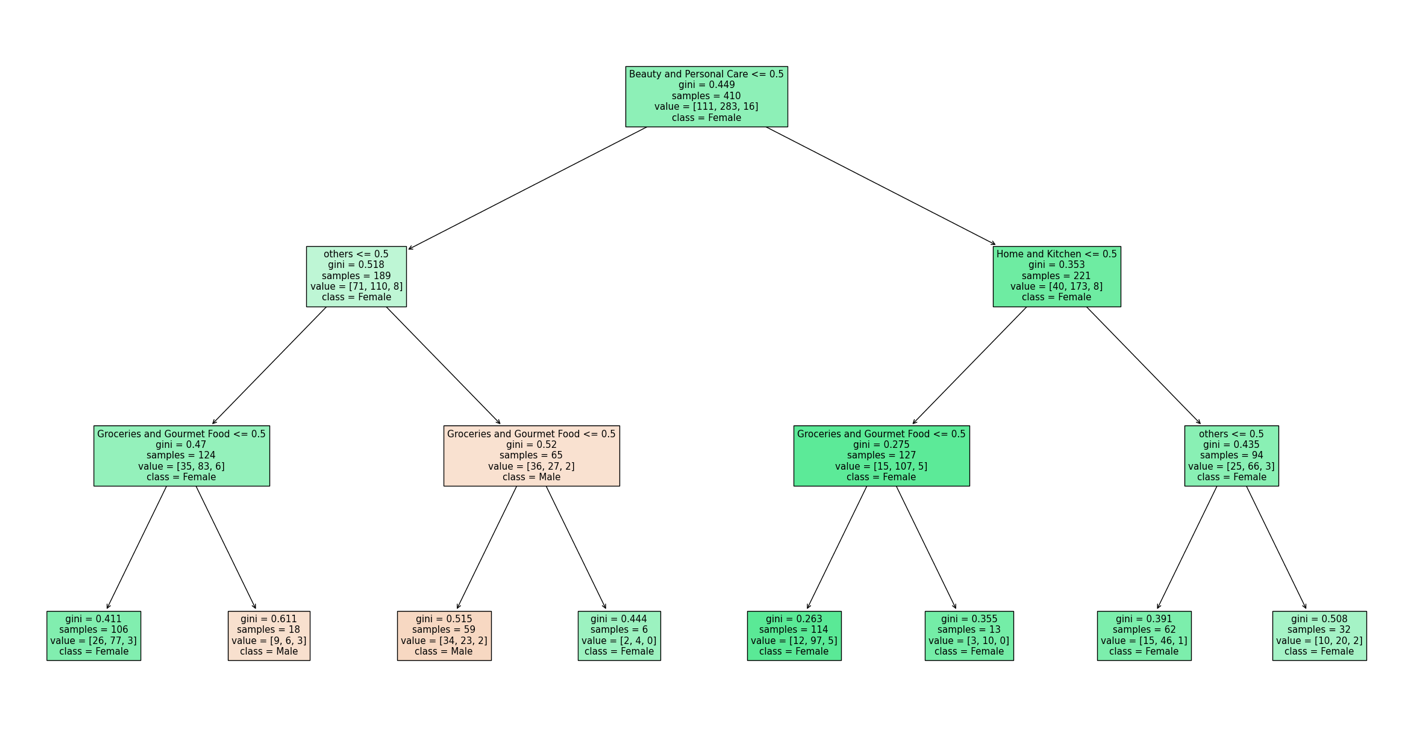 Beauty and Personal Care <= 0.5
gini = 0.449
samples = 410
value = [111, 283, 16]
class = Female
others <= 0.5
gini = 0.518
samples = 189
value = [71, 110, 8]
class = Female
Home and Kitchen <= 0.5
gini = 0.353
samples = 221
value = [40, 173, 8]
class = Female
Groceries and Gourmet Food <= 0.5
gini = 0.47
samples = 124
value = [35, 83, 6]
class = Female
Groceries and Gourmet Food <= 0.5
gini = 0.52
samples = 65
value = [36, 27, 2]
class = Male
Groceries and Gourmet Food <= 0.5
gini = 0.275
samples = 127
value = [15, 107, 5]
class = Female
others <= 0.5
gini = 0.435
samples = 94
value = [25, 66, 3]
class = Female
gini = 0.411
samples = 106
value = [26, 77, 3]
class = Female
gini = 0.611
samples = 18
value = [9, 6, 3]
class = Male
gini = 0.515
samples = 59
value = [34, 23, 2]
class = Male
gini = 0.444
samples = 6
value = [2, 4, 0]
class = Female
gini = 0.263
samples = 114
value = [12, 97, 5]
class = Female
gini = 0.355
samples = 13
value = [3, 10, 0]
class = Female
gini = 0.391
samples = 62
value = [15, 46, 1]
class = Female
gini = 0.508
samples = 32
value = [10, 20, 2]
class = Female